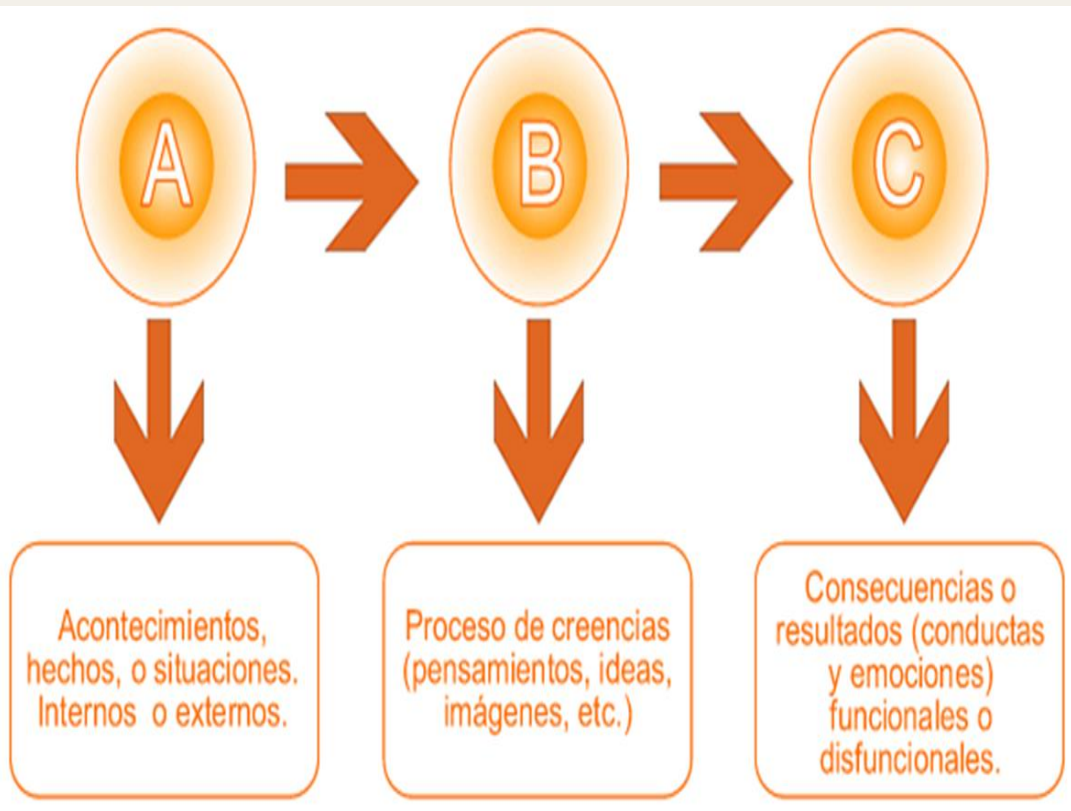 A
B
C
Acontecimientos,
hechos, o situaciones.
Internos o externos.
Proceso de creencias
(pensamientos, ideas,
imágenes, etc.)
Consecuencias o
resultados (conductas
y emociones)
funcionales o
disfuncionales.